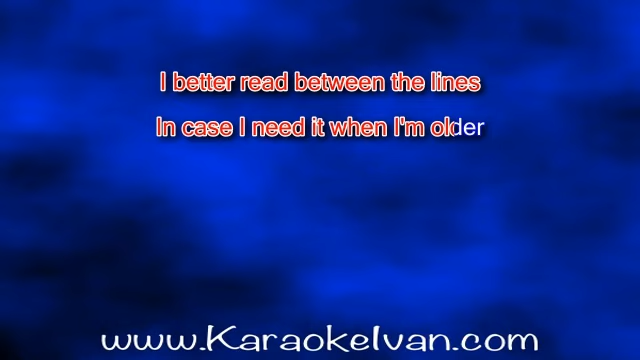 I better read between the lines
In case I need it when I'm older
www.KaraokeIvan.com